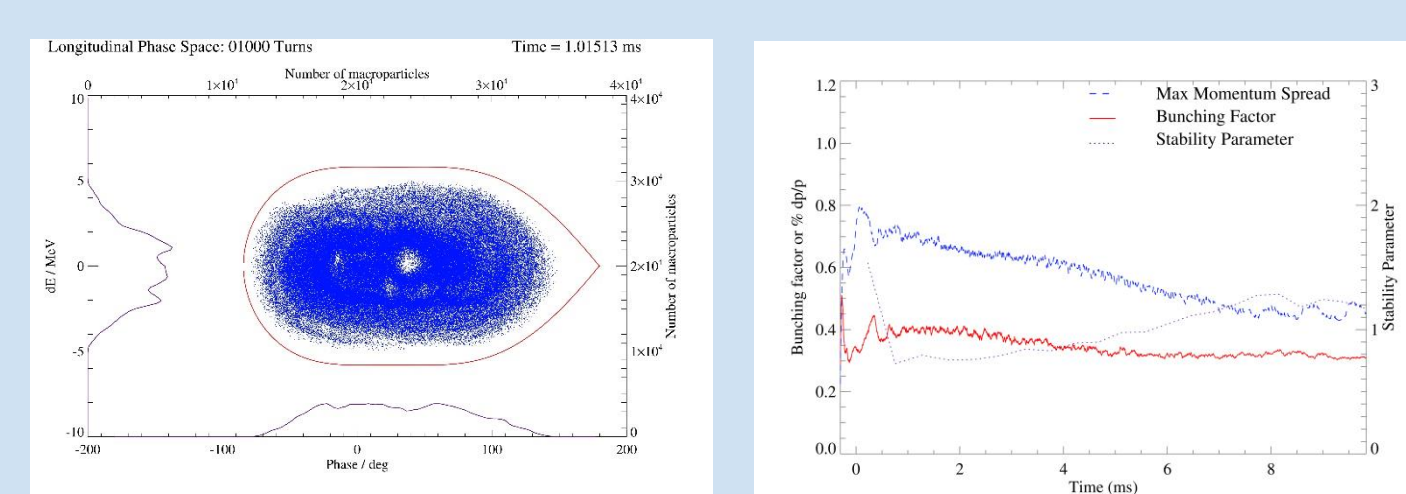 Longitudinal Phase Space: 01000 Turns Time = 1.01513 ms
Number of macroparticles
0 1×10⁴ 2×10⁴ 3×10⁴ 4×10⁴
10 4×10⁴
5 3×10⁴
0 2×10⁴
-5 1×10⁴
-10 0
dE / MeV
Number of macroparticles
-200 -100 0 100 200
Phase / deg
1.2 3
Max Momentum Spread
Bunching Factor
Stability Parameter
1.0
0.8 2
0.6
0.4 1
0.2
0.0 0
Bunching factor or % dp/p
Stability Parameter
0 2 4 6 8
Time (ms)